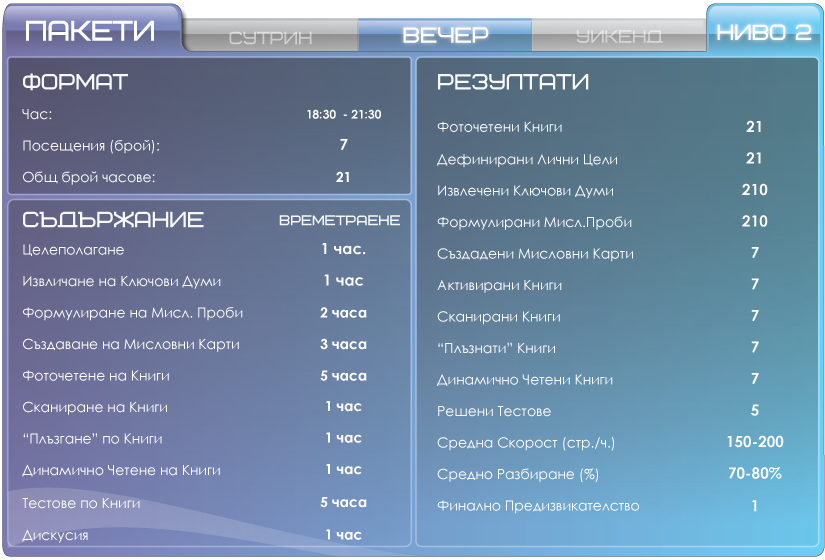 ПАКЕТИ
СУТРИН
ВЕЧЕР
УИКЕНД
НИВО 2
ФОРМАТ
Час: 18:30 - 21:30
Посещения (брой): 7
Общ брой часове: 21
СЪДЪРЖАНИЕ ВРЕМЕТРАЕНЕ
Целеполагане 1 час.
Извличане на Ключови Думи 1 час
Формулиране на Мисл. Проби 2 часа
Създаване на Мисловни Карти 3 часа
Фоточетене на Книги 5 часа
Сканиране на Книги 1 час
“Плъзгане” по Книги 1 час
Динамично Четене на Книги 1 час
Тестове по Книги 5 часа
Дискусия 1 час
РЕЗУЛТАТИ
Фоточетени Книги 21
Дефинирани Лични Цели 21
Извлечени Ключови Думи 210
Формулирани Мисл.Проби 210
Създадени Мисловни Карти 7
Активирани Книги 7
Сканирани Книги 7
“Плъзнати” Книги 7
Динамично Четени Книги 7
Решени Тестове 5
Средна Скорост (стр./ч.) 150-200
Средно Разбиране (%) 70-80%
Финално Предизвикателство 1